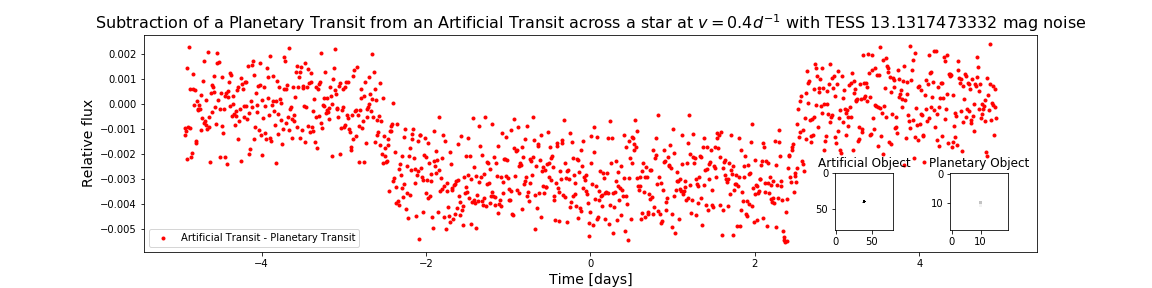 Subtraction of a Planetary Transit from an Artificial Transit across a star at v = 0.4d⁻¹ with TESS 13.1317473332 mag noise
Relative flux
0.002
0.001
0.000
−0.001
−0.002
−0.003
−0.004
−0.005
Artificial Transit - Planetary Transit
Artificial Object
0
50
0 50
Planetary Object
0
10
0 10
−4 −2 0 2 4
Time [days]